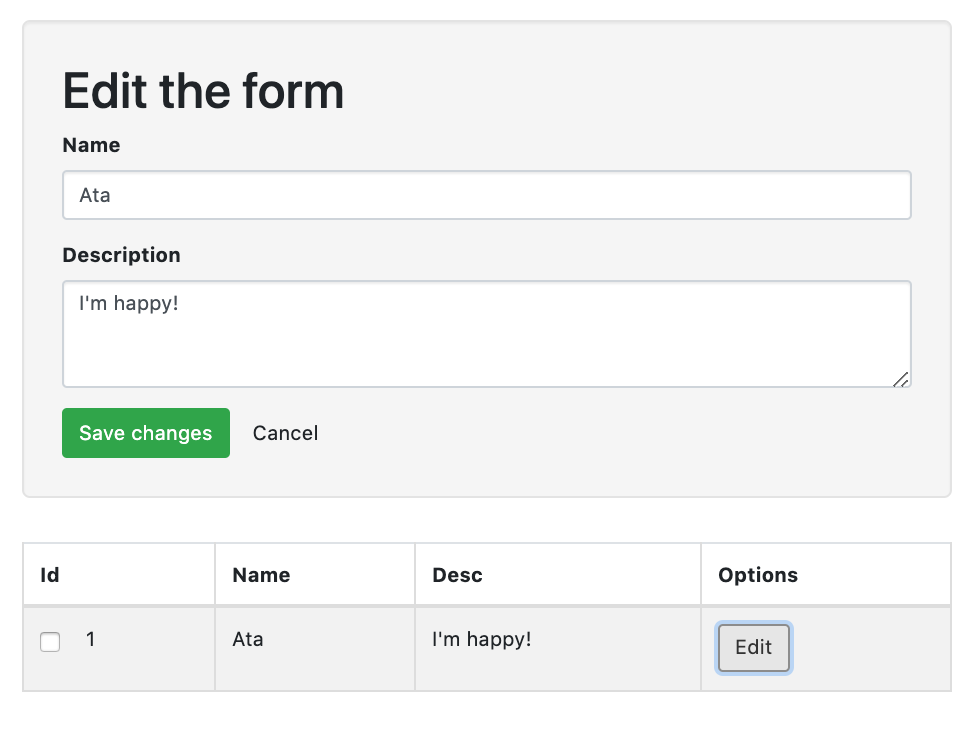 Edit the form
Name
Ata
Description
I'm happy!
Save changes Cancel
Id Name Desc Options
1 Ata I'm happy! Edit